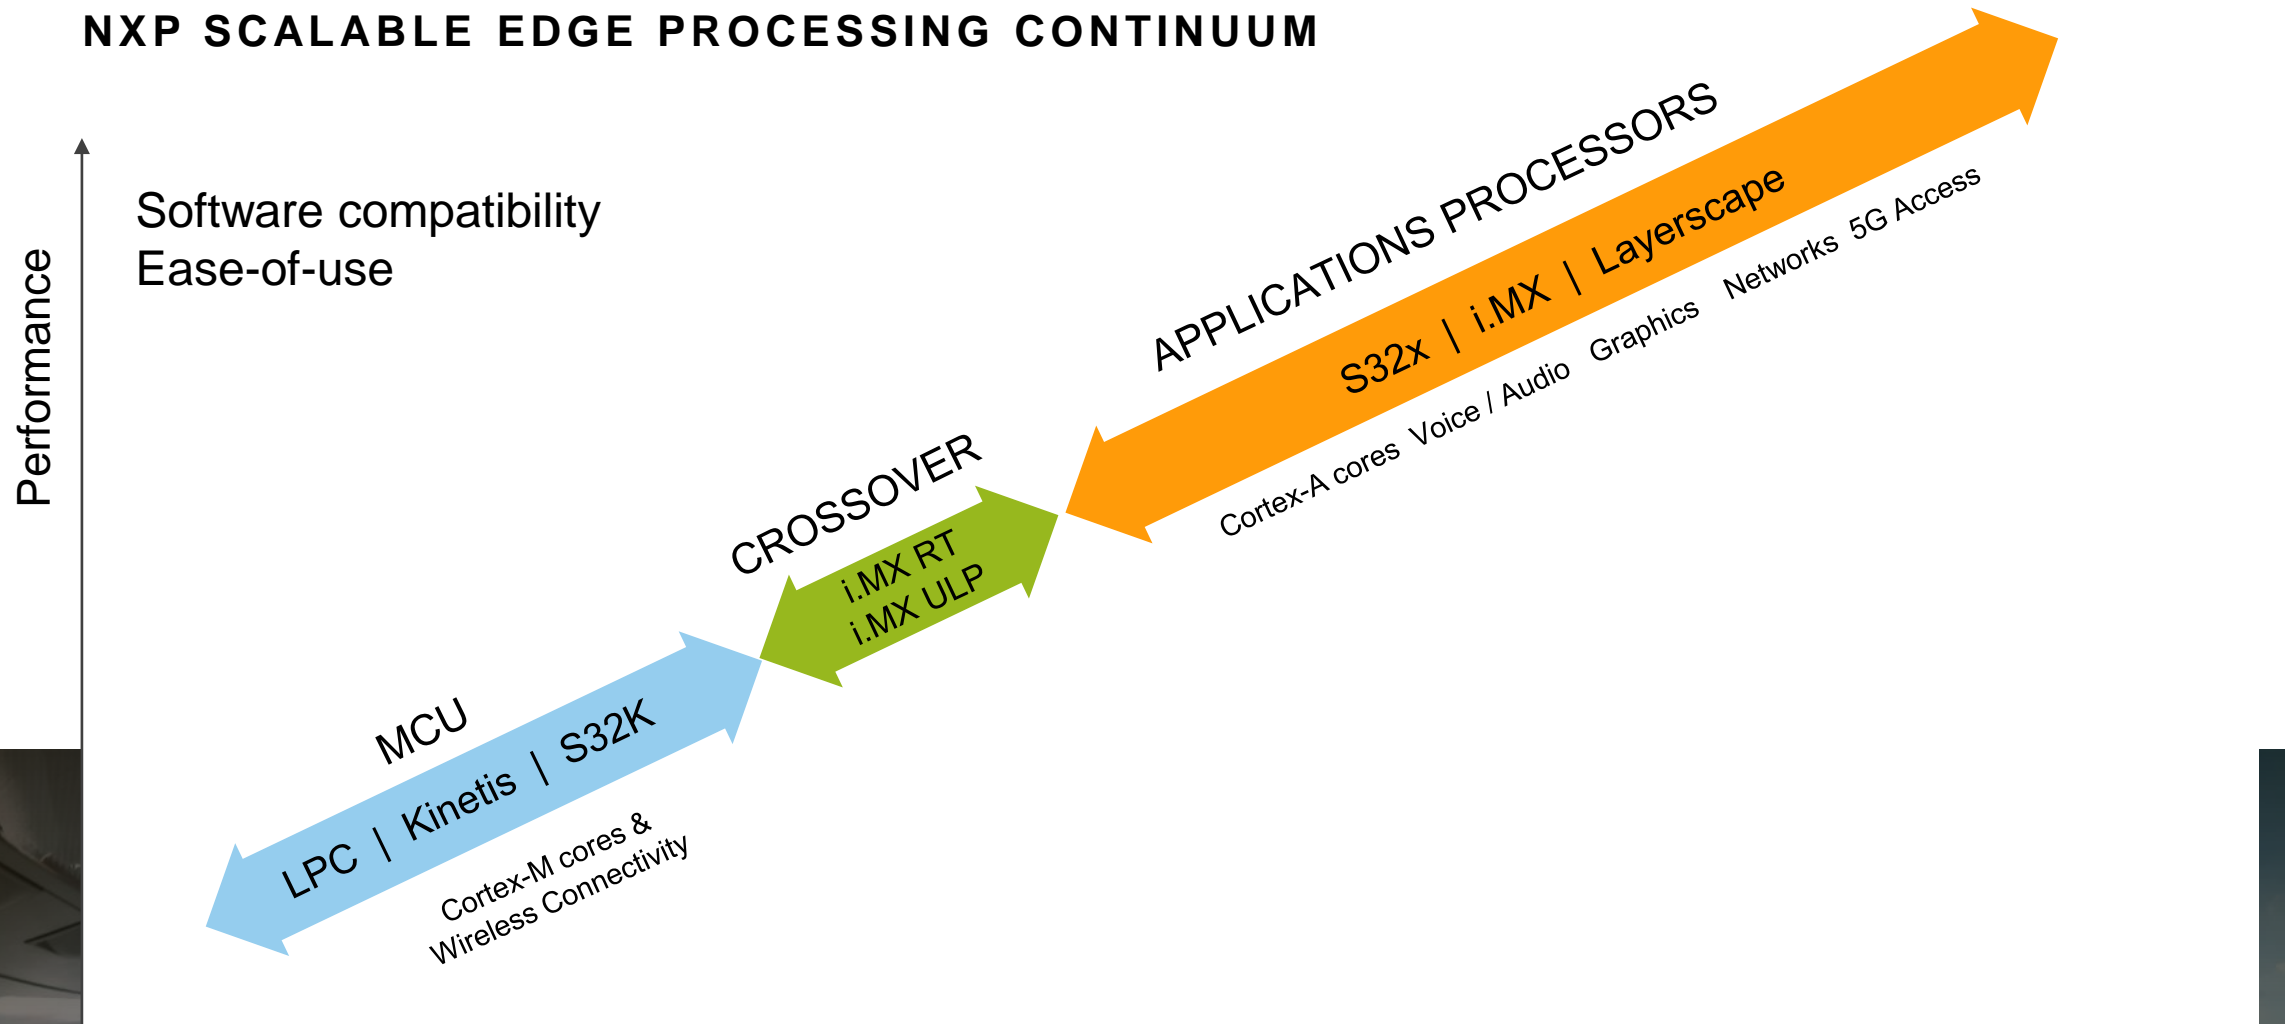 NXP SCALABLE EDGE PROCESSING CONTINUUM
Performance
Software compatibility
Ease-of-use
APPLICATIONS PROCESSORS
S32x | i.MX | Layerscape
Cortex-A cores Voice / Audio Graphics Networks 5G Access
CROSSOVER
i.MX RT
i.MX ULP
MCU
LPC | Kinetis | S32K
Cortex-M cores &
Wireless Connectivity